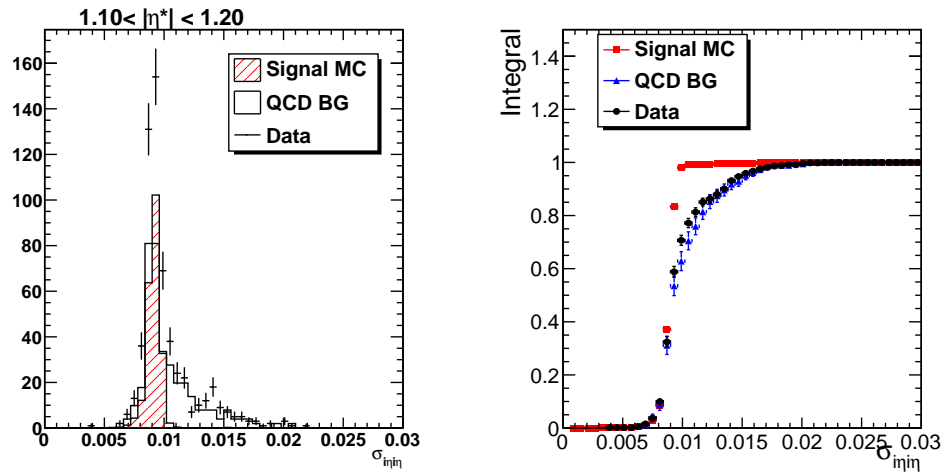 1.10< |η*| < 1.20
160
140
120
100
80
60
40
20
0
Signal MC
QCD BG
Data
0 0.005 0.01 0.015 0.02 0.025 0.03
σiηiη
Integral
1.4
1.2
1
0.8
0.6
0.4
0.2
0
Signal MC
QCD BG
Data
0 0.005 0.01 0.015 0.02 0.025 0.03
σiηiη